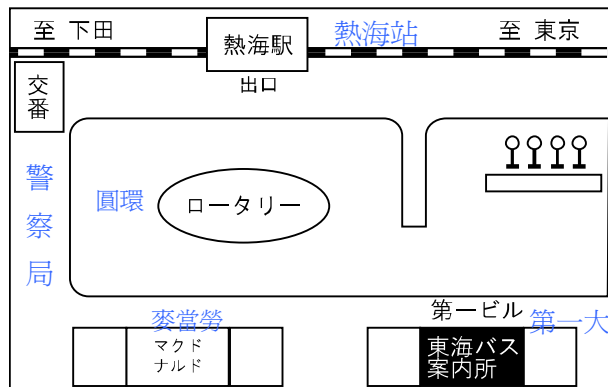 至 下田
熱海駅
熱海站
至 東京
出口
交番
警察局
圓環
ロータリー
麥當勞
マクド
ナルド
第一ビル
第一大
東海バス
案内所